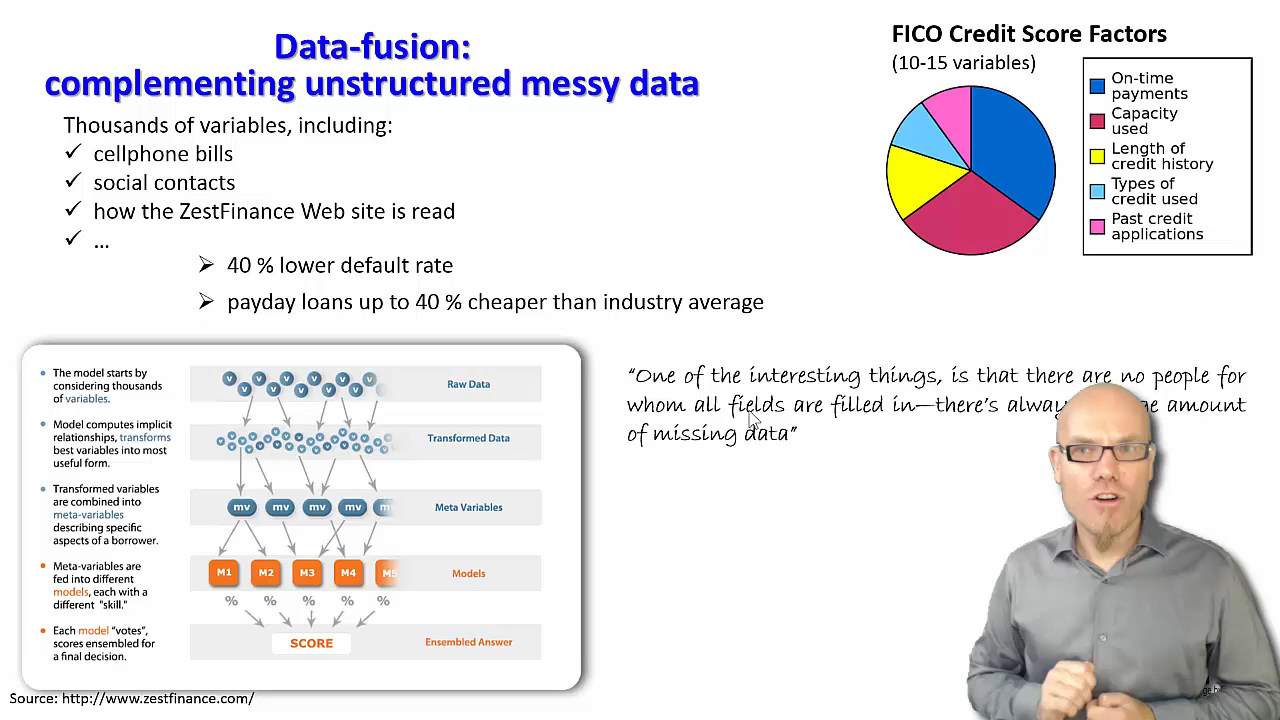 Data-fusion:
complementing unstructured messy data
Thousands of variables, including:
✓ cellphone bills
✓ social contacts
✓ how the ZestFinance Web site is read
✓ ...
➢ 40 % lower default rate
➢ payday loans up to 40 % cheaper than industry average
FICO Credit Score Factors
(10-15 variables)
On-time
payments
Capacity
used
Length of
credit history
Types of
credit used
Past credit
applications
• The model starts by
considering thousands
of variables.
• Model computes implicit
relationships, transforms
best variables into most
useful form.
• Transformed variables
are combined into
meta-variables
describing specific
aspects of a borrower.
• Meta-variables are
fed into different
models, each with a
different "skill."
• Each model "votes",
scores ensembled for
a final decision.
v v v v v v v v v v v
Raw Data
Transformed Data
mv mv mv mv m
Meta Variables
M1 M2 M3 M4 M5
Models
% % % % %
SCORE
Ensembled Answer
"One of the interesting things, is that there are no people for
whom all fields are filled in—there's amount
of missing data"
Source: http://www.zestfinance.com/